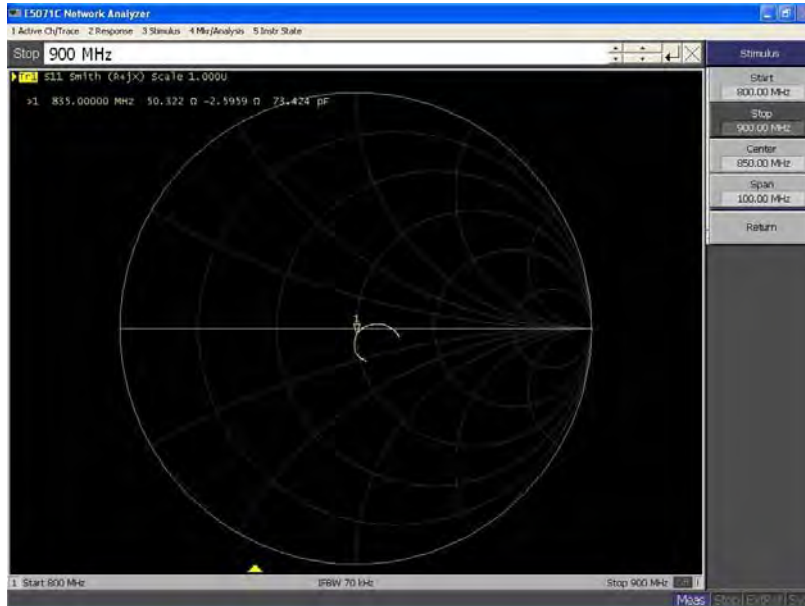 E5071C Network Analyzer
1 Active Ch/Trace 2 Response 3 Stimulus 4 Mkr/Analysis 5 Instr State
Stop 900 MHz
Stimulus
Tr1 S11 Smith (R+jX) Scale 1.000U
>1 835.00000 MHz 50.322 Ω -2.5959 Ω 73.424 pF
Start
800.00 MHz
Stop
900.00 MHz
Center
850.00 MHz
Span
100.00 MHz
Return
1
1 Start 800 MHz IFBW 70 kHz Stop 900 MHz
Meas Stop ExtRef